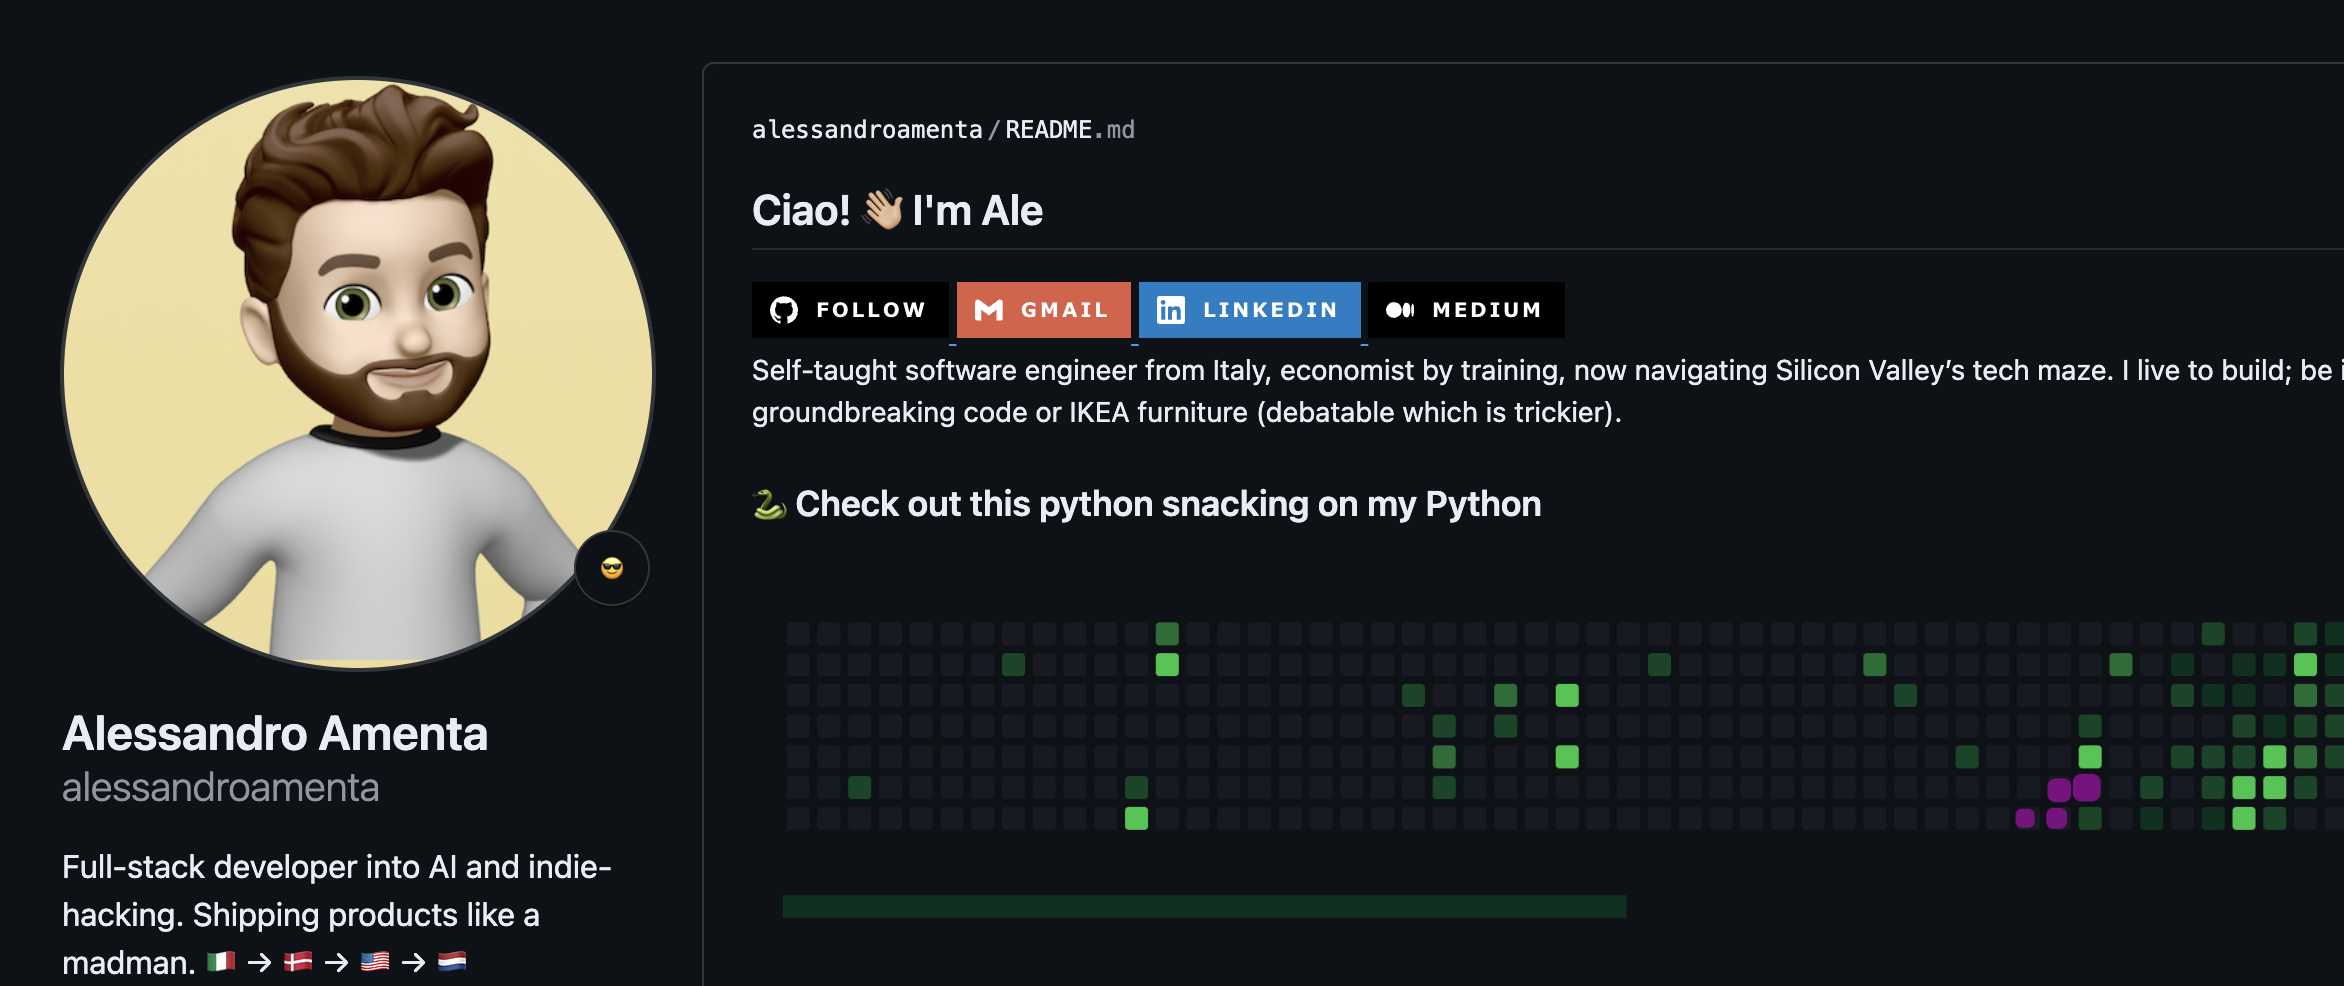 alessandroamenta/README.md
Ciao! 👋🏼 I'm Ale
FOLLOW
GMAIL
LINKEDIN
MEDIUM
Self-taught software engineer from Italy, economist by training, now navigating Silicon Valley’s tech maze. I live to build; be
groundbreaking code or IKEA furniture (debatable which is trickier).
🐍 Check out this python snacking on my Python
Alessandro Amenta
alessandroamenta
Full-stack developer into AI and indie-
hacking. Shipping products like a
madman. 🇮🇹 → 🇩🇰 → 🇺🇸 → 🇳🇱